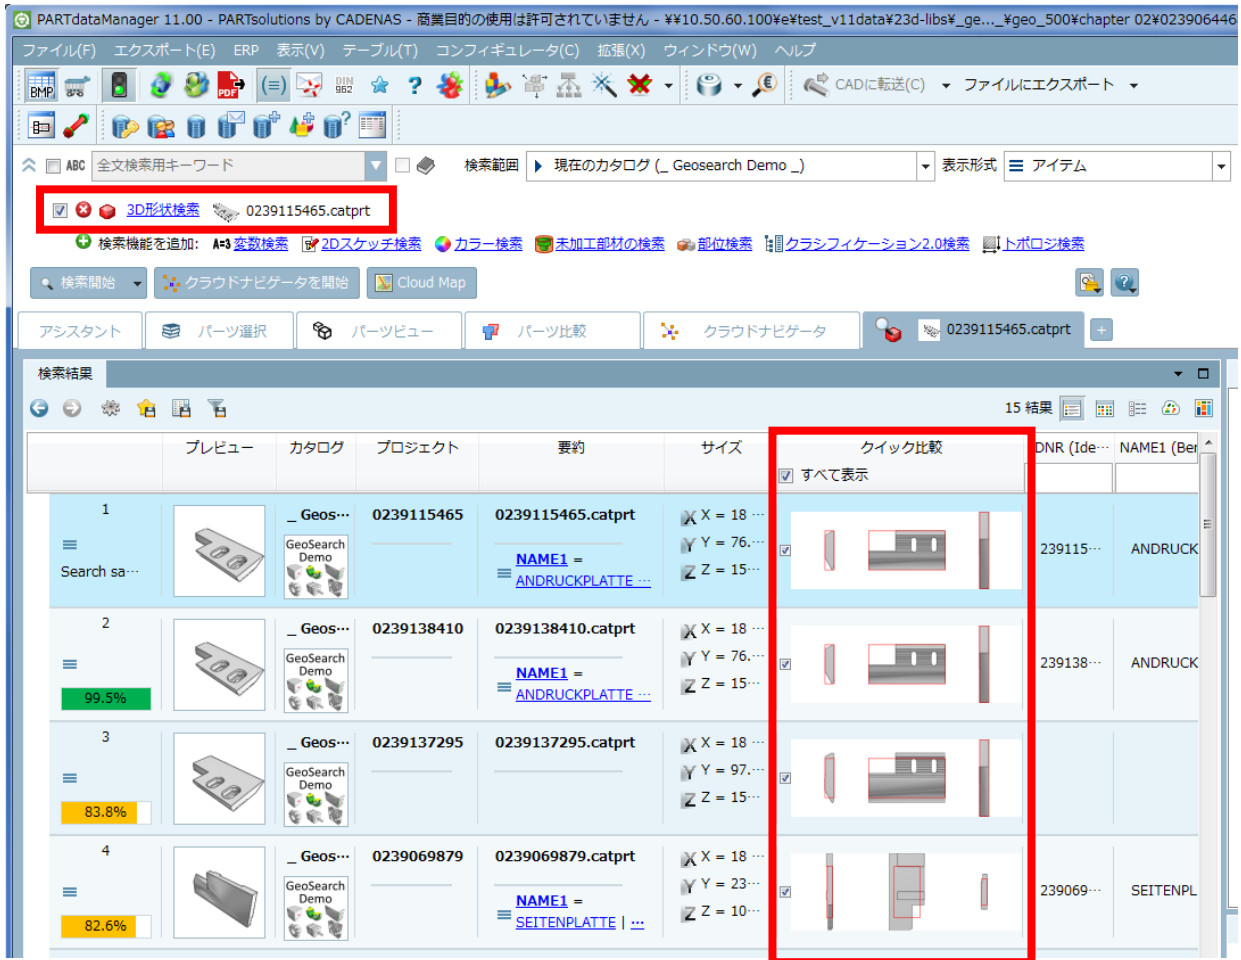 PARTdataManager 11.00 - PARTsolutions by CADENAS - 商業目的の使用は許可されていません - ¥¥10.50.60.100¥e¥test_v11data¥23d-libs¥_ge..._¥geo_500¥chapter 02¥0239064465
ファイル(F) エクスポート(E) ERP 表示(V) テーブル(T) コンフィギュレータ(C) 拡張(X) ウィンドウ(W) ヘルプ
BMP PDF (=) DIN 962 ? CADに転送(C) ファイルにエクスポート
ABC 全文検索用キーワード 検索範囲 現在のカタログ (_ Geosearch Demo _) 表示形式 アイテム
3D形状検索 0239115465.catprt
検索機能を追加: A=3 変数検索 2Dスケッチ検索 カラー検索 未加工部材の検索 部位検索 クラシフィケーション2.0検索 トポロジ検索
検索開始 クラウドナビゲータを開始 Cloud Map
アシスタント パーツ選択 パーツビュー パーツ比較 クラウドナビゲータ 0239115465.catprt +
検索結果
15 結果
プレビュー カタログ プロジェクト 要約 サイズ クイック比較 DNR (Ide… NAME1 (Ber
すべて表示
1 _ Geos… 0239115465 0239115465.catprt X X = 18 …
GeoSearch Demo NAME1 = Y Y = 76.… 239115… ANDRUCK
Search sa… ANDRUCKPLATTE … Z Z = 15…
2 _ Geos… 0239138410 0239138410.catprt X X = 18 …
GeoSearch Demo NAME1 = Y Y = 76.… 239138… ANDRUCK
99.5% ANDRUCKPLATTE … Z Z = 15…
3 _ Geos… 0239137295 0239137295.catprt X X = 18 …
GeoSearch Demo Y Y = 97.…
83.8% Z Z = 15…
4 _ Geos… 0239069879 0239069879.catprt X X = 18 …
GeoSearch Demo NAME1 = Y Y = 23… 239069… SEITENPL
82.6% SEITENPLATTE | … Z Z = 10…